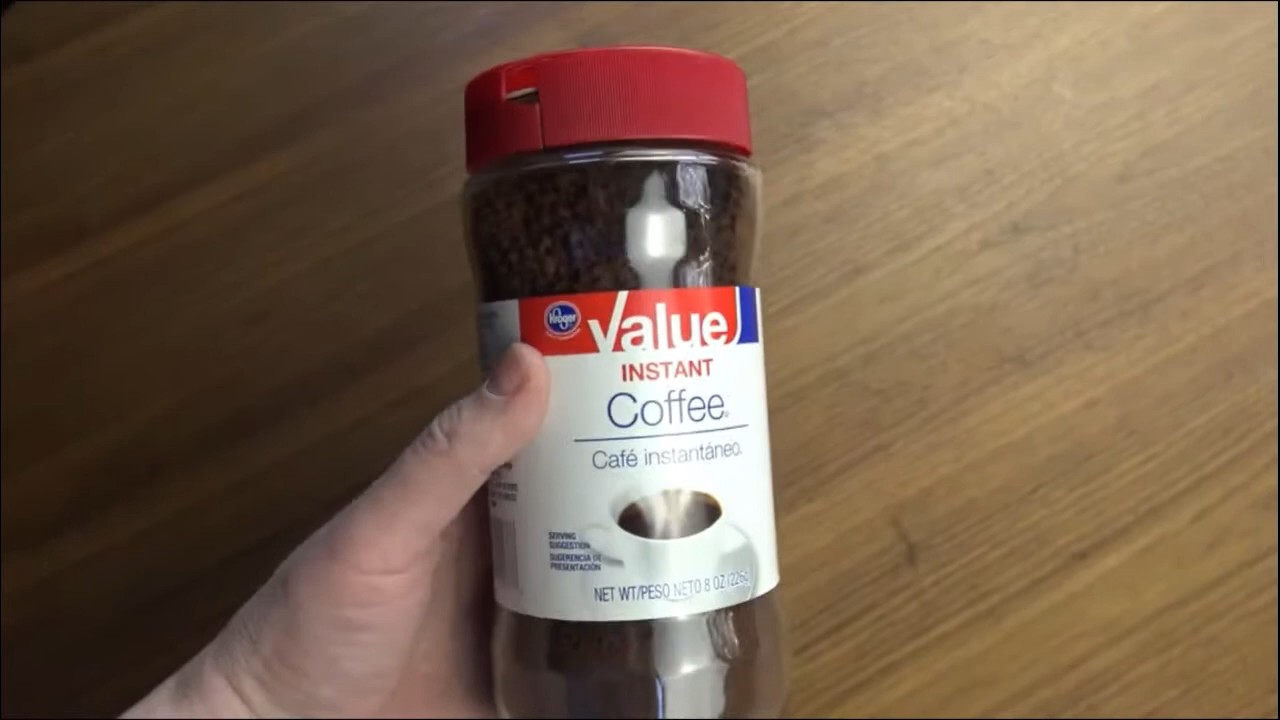 Kroger
Value
INSTANT
Coffee
Café instantáneo
SERVING
SUGGESTION
SUGERENCIA DE
PRESENTACIÓN
NET WT/PESO NETO 8 OZ (226g